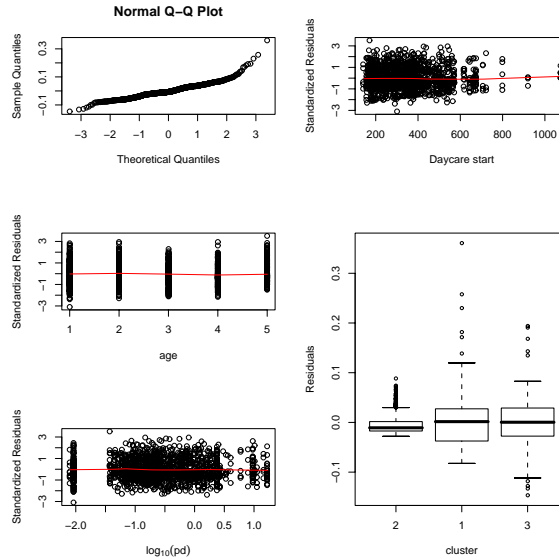 Normal Q−Q Plot
Sample Quantiles
−0.1 0.1 0.3
−3 −2 −1 0 1 2 3
Theoretical Quantiles
Standardized Residuals
−3 −1 1 3
200 400 600 800 1000
Daycare start
Standardized Residuals
−3 −1 1 3
1 2 3 4 5
age
Standardized Residuals
−3 −1 1 3
−2.0 −1.0 0.0 0.5 1.0
log10(pd)
Residuals
−0.1 0.0 0.1 0.2 0.3
2 1 3
cluster